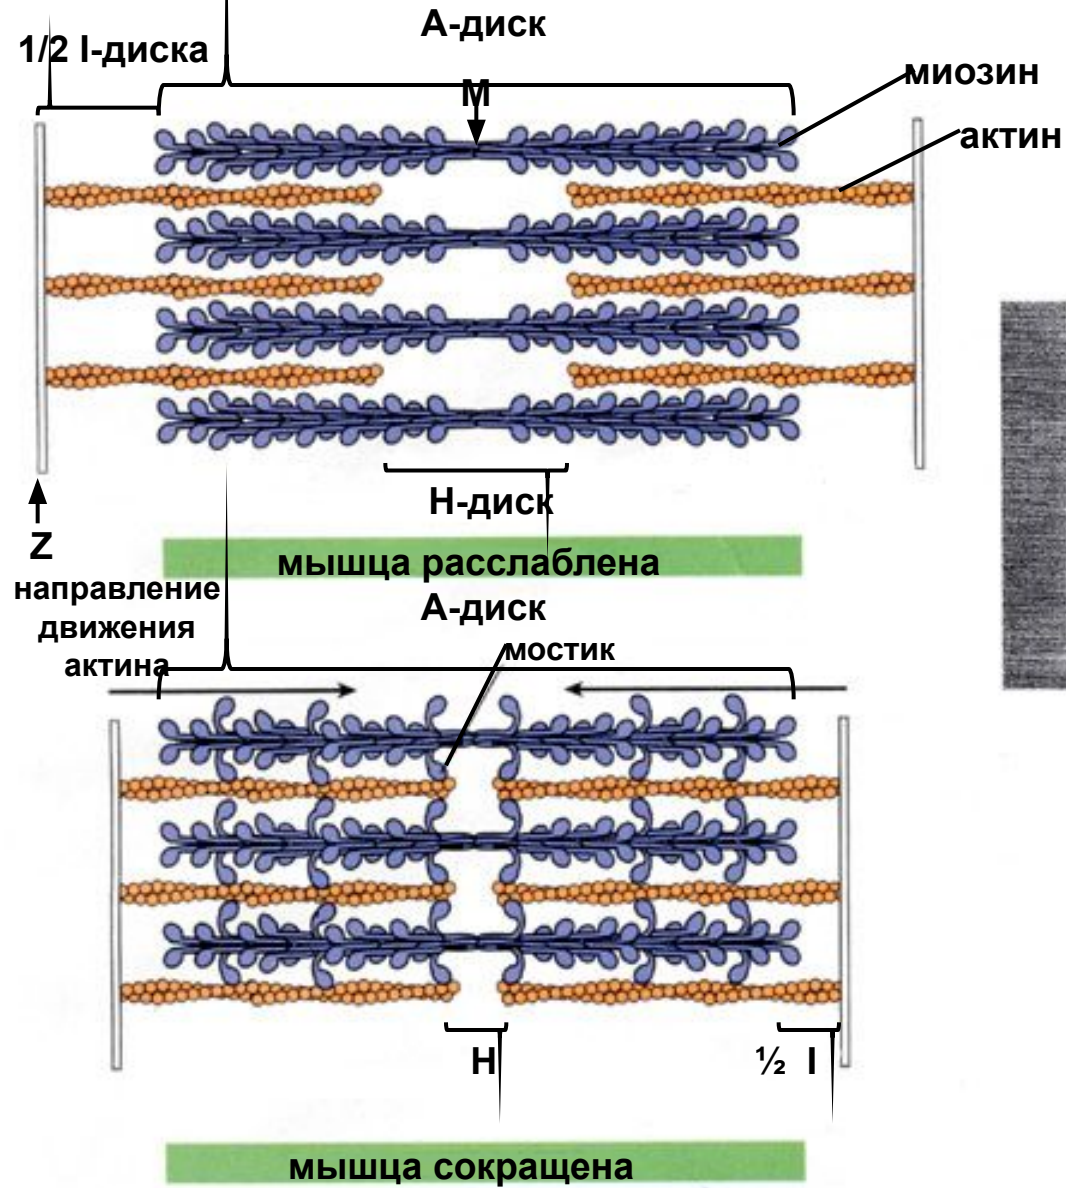 А-диск
1/2 I-диска
М
миозин
актин
Н-диск
Z
мышца расслаблена
направление
движения
актина
А-диск
мостик
Н
½ I
мышца сокращена